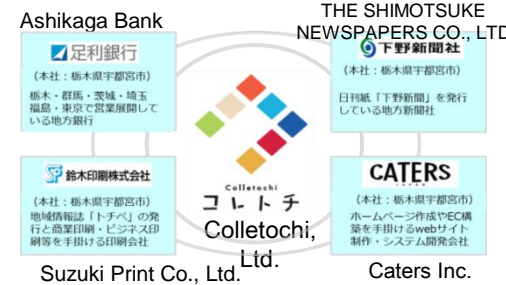 Ashikaga Bank
足利銀行
（本社：栃木県宇都宮市）
栃木・群馬・茨城・埼玉
福島・東京で営業展開して
いる地方銀行
THE SHIMOTSUKE
NEWSPAPERS CO., LTD
下野新聞社
（本社：栃木県宇都宮市）
日刊紙「下野新聞」を発行
している地方新聞社
Colletochi
コレトチ
Colletochi,
Ltd.
SP 鈴木印刷株式会社
（本社：栃木県宇都宮市）
地域情報誌「トチペ」の発
行と商業印刷・ビジネス印
刷等を手掛ける印刷会社
Suzuki Print Co., Ltd.
CATERS
JAPAN
（本社：栃木県宇都宮市）
ホームページ作成やEC構
築を手掛けるwebサイト
制作・システム開発会社
Caters Inc.